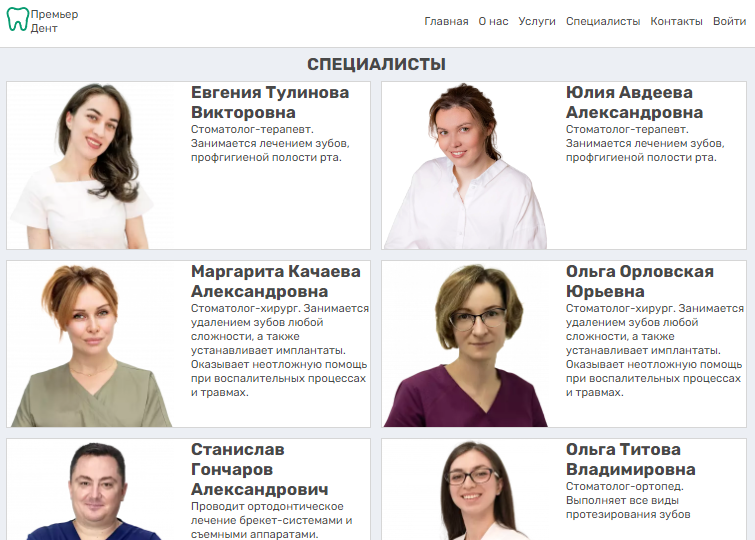 Премьер
Дент
Главная О нас Услуги Специалисты Контакты Войти
СПЕЦИАЛИСТЫ
Евгения Тулинова
Викторовна
Стоматолог-терапевт.
Занимается лечением зубов,
профгигиеной полости рта.
Юлия Авдеева
Александровна
Стоматолог-терапевт.
Занимается лечением зубов,
профгигиеной полости рта.
Маргарита Качаева
Александровна
Стоматолог-хирург. Занимается
удалением зубов любой
сложности, а также
устанавливает имплантаты.
Оказывает неотложную помощь
при воспалительных процессах
и травмах.
Ольга Орловская
Юрьевна
Стоматолог-хирург. Занимается
удалением зубов любой
сложности, а также
устанавливает имплантаты.
Оказывает неотложную помощь
при воспалительных процессах
и травмах.
Станислав
Гончаров
Александрович
Проводит ортодонтическое
лечение брекет-системами и
съемными аппаратами.
Ольга Титова
Владимировна
Стоматолог-ортопед.
Выполняет все виды
протезирования зубов